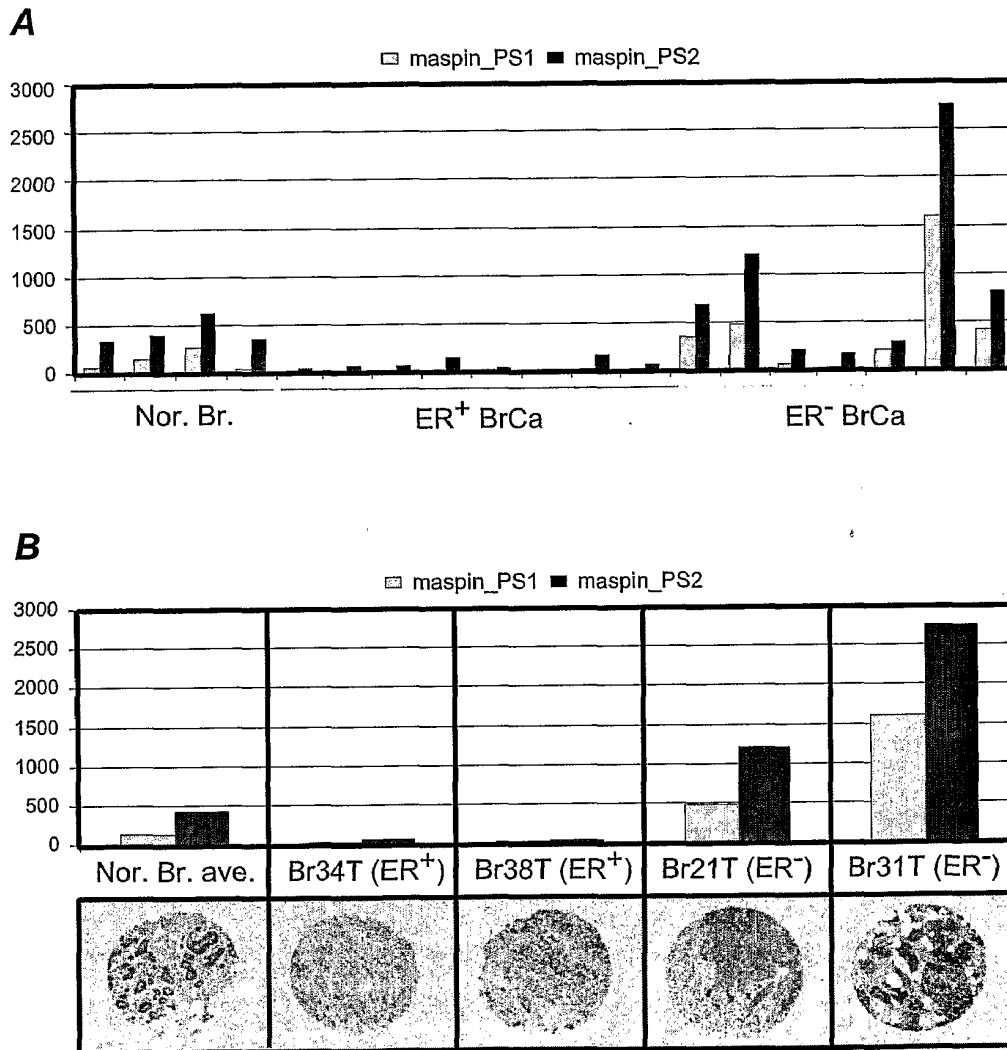 A
maspin_PS1 maspin_PS2
3000
2500
2000
1500
1000
500
0
Nor. Br. ER⁺ BrCa ER⁻ BrCa
B
maspin_PS1 maspin_PS2
3000
2500
2000
1500
1000
500
0
Nor. Br. ave. Br34T (ER⁺) Br38T (ER⁺) Br21T (ER⁻) Br31T (ER⁻)